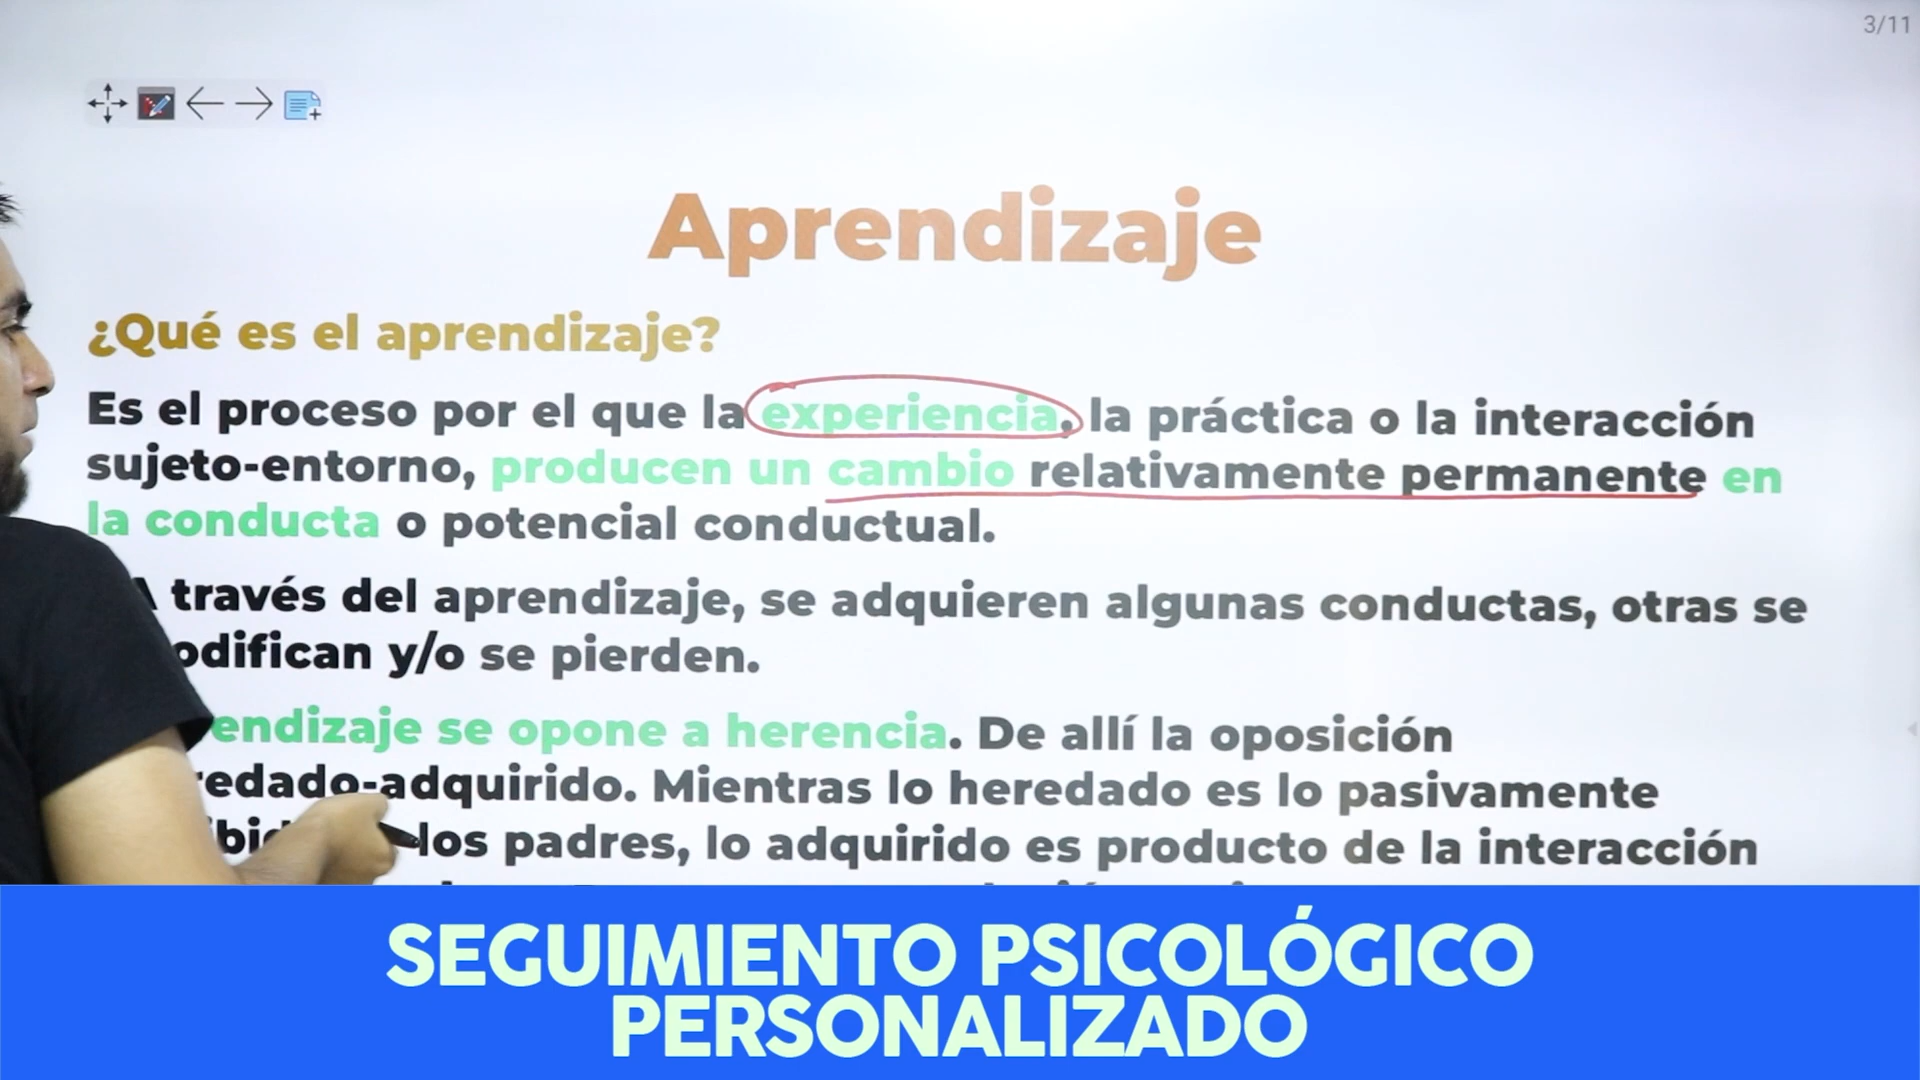 3/11
Aprendizaje
¿Qué es el aprendizaje?
Es el proceso por el que la experiencia, la práctica o la interacción
sujeto-entorno, producen un cambio relativamente permanente en
la conducta o potencial conductual.
A través del aprendizaje, se adquieren algunas conductas, otras se
odifican y/o se pierden.
endizaje se opone a herencia. De allí la oposición
redado-adquirido. Mientras lo heredado es lo pasivamente
los padres, lo adquirido es producto de la interacción
SEGUIMIENTO PSICOLÓGICO
PERSONALIZADO